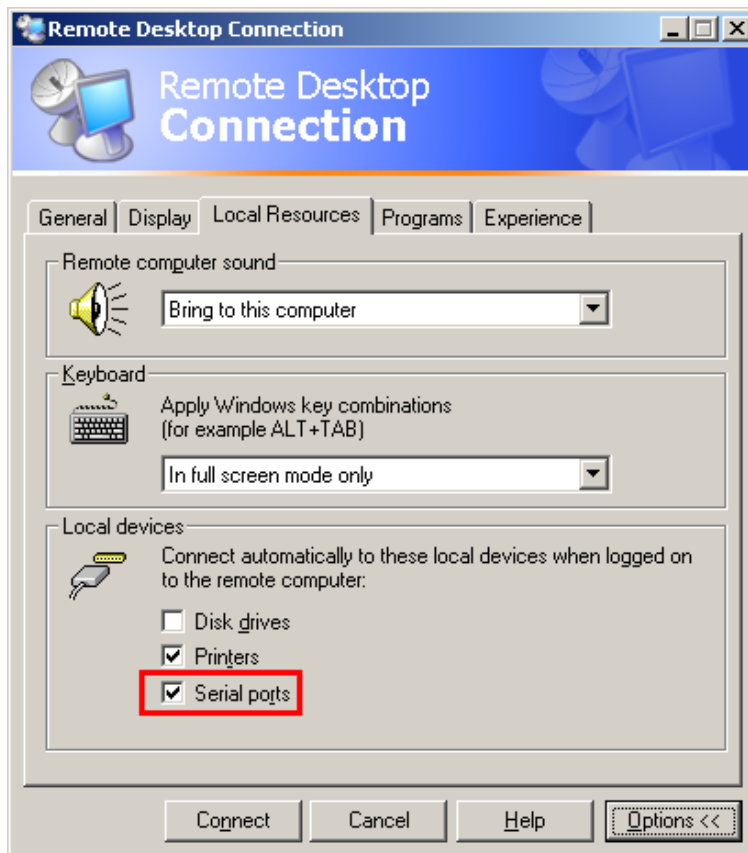 Remote Desktop Connection
Remote Desktop
Connection
General
Display
Local Resources
Programs
Experience
Remote computer sound
Bring to this computer
Keyboard
Apply Windows key combinations
(for example ALT+TAB)
In full screen mode only
Local devices
Connect automatically to these local devices when logged on
to the remote computer:
Disk drives
Printers
Serial ports
Connect
Cancel
Help
Options <<